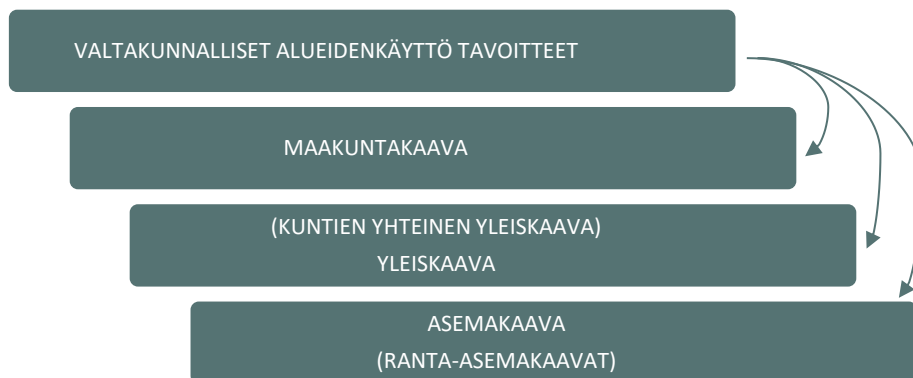 VALTAKUNNALLISET ALUEIDENKÄYTTÖ TAVOITTEET
MAAKUNTAKAAVA
(KUNTIEN YHTEINEN YLEISKAAVA)
YLEISKAAVA
ASEMAKAAVA
(RANTA-ASEMAKAAVAT)